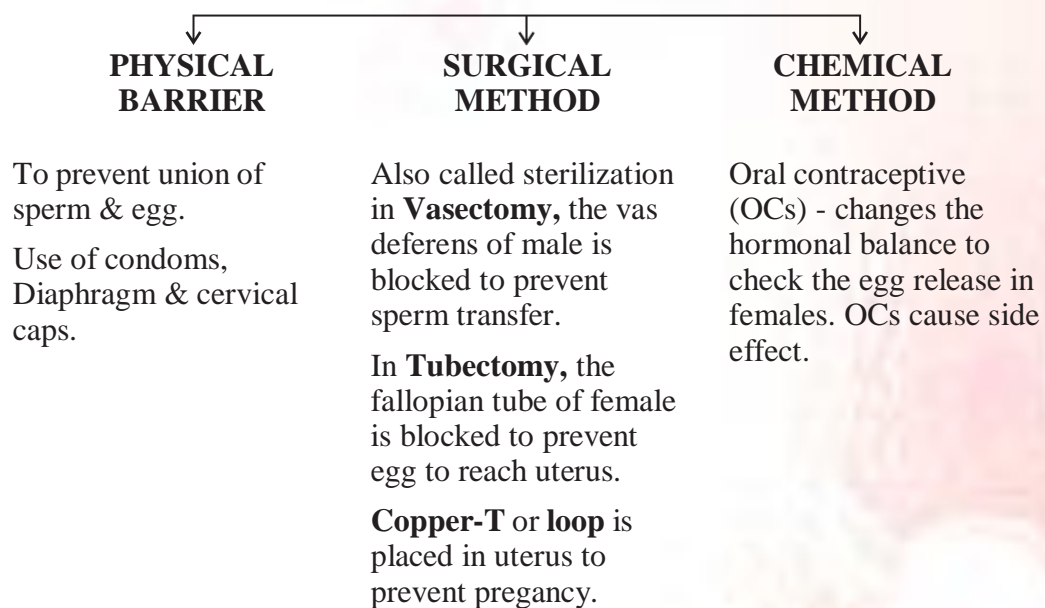 PHYSICAL
BARRIER
To prevent union of
sperm & egg.
Use of condoms,
Diaphragm & cervical
caps.
SURGICAL
METHOD
Also called sterilization
in Vasectomy, the vas
deferens of male is
blocked to prevent
sperm transfer.
In Tubectomy, the
fallopian tube of female
is blocked to prevent
egg to reach uterus.
Copper-T or loop is
placed in uterus to
prevent pregancy.
CHEMICAL
METHOD
Oral contraceptive
(OCs) - changes the
hormonal balance to
check the egg release in
females. OCs cause side
effect.